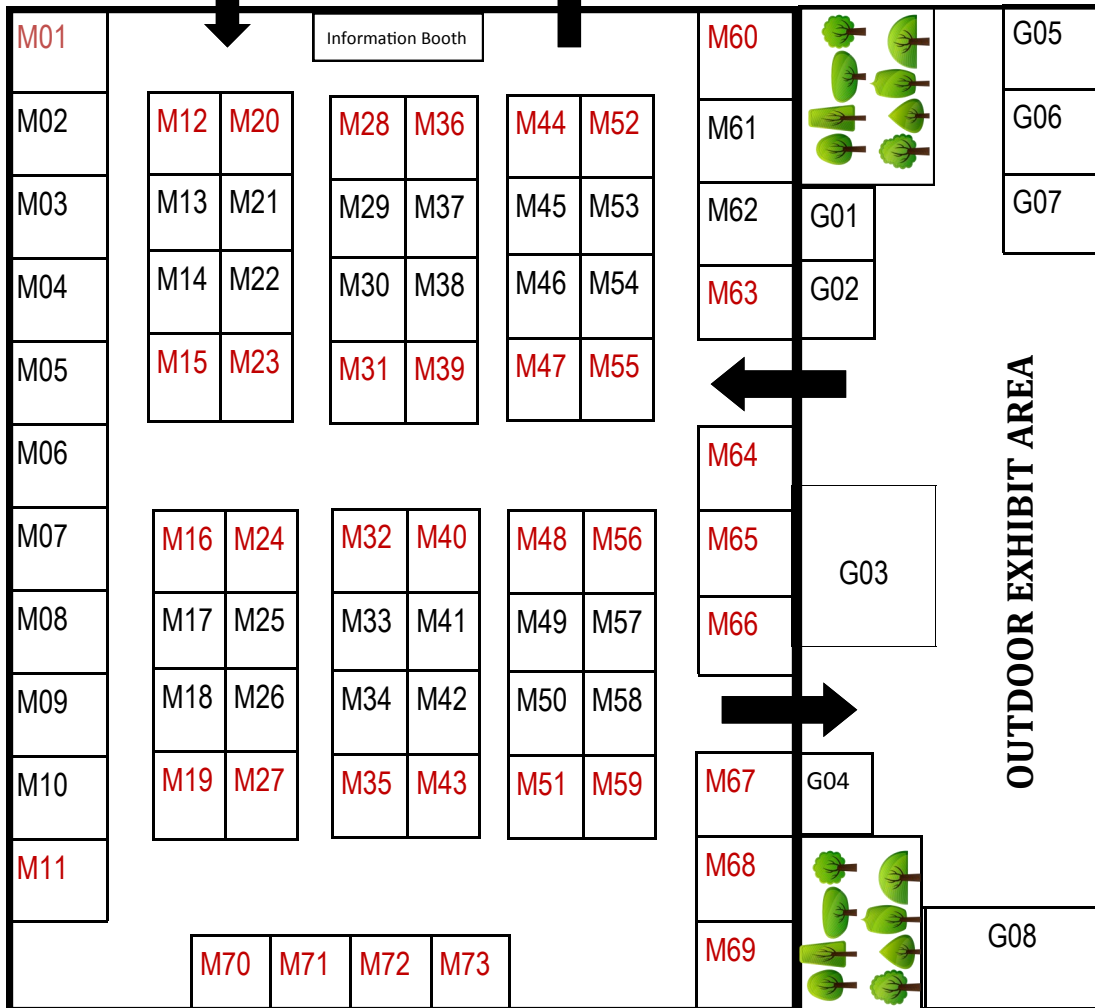 M01
Information Booth
M60
G05
M02
M12 M20
M28 M36
M44 M52
M61
G06
M03
M13 M21
M29 M37
M45 M53
M62
G01
G07
M04
M14 M22
M30 M38
M46 M54
M63
G02
M05
M15 M23
M31 M39
M47 M55
M06
M64
OUTDOOR EXHIBIT AREA
M07
M16 M24
M32 M40
M48 M56
M65
G03
M08
M17 M25
M33 M41
M49 M57
M66
M09
M18 M26
M34 M42
M50 M58
M10
M19 M27
M35 M43
M51 M59
M67
G04
M11
M68
M70 M71 M72 M73
M69
G08